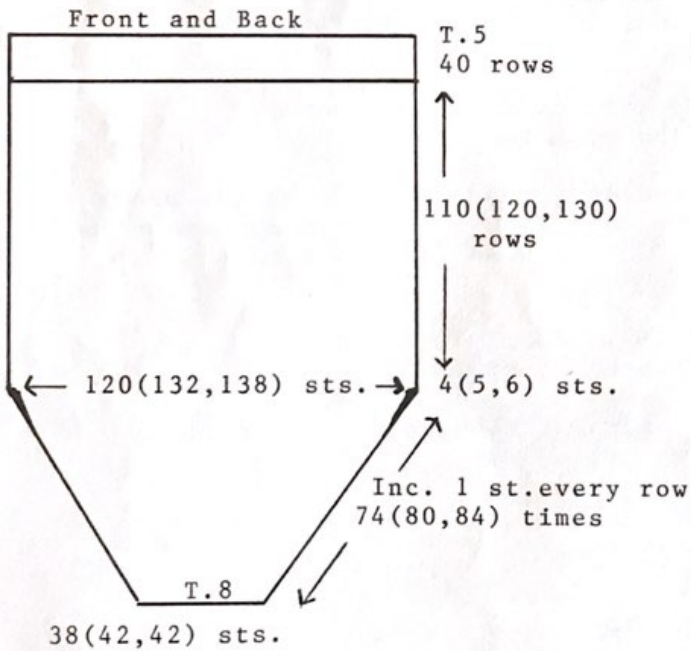 Front and Back
T.5
40 rows
110(120,130)
rows
120(132,138) sts.
4(5,6) sts.
Inc. 1 st.every row
74(80,84) times
T.8
38(42,42) sts.